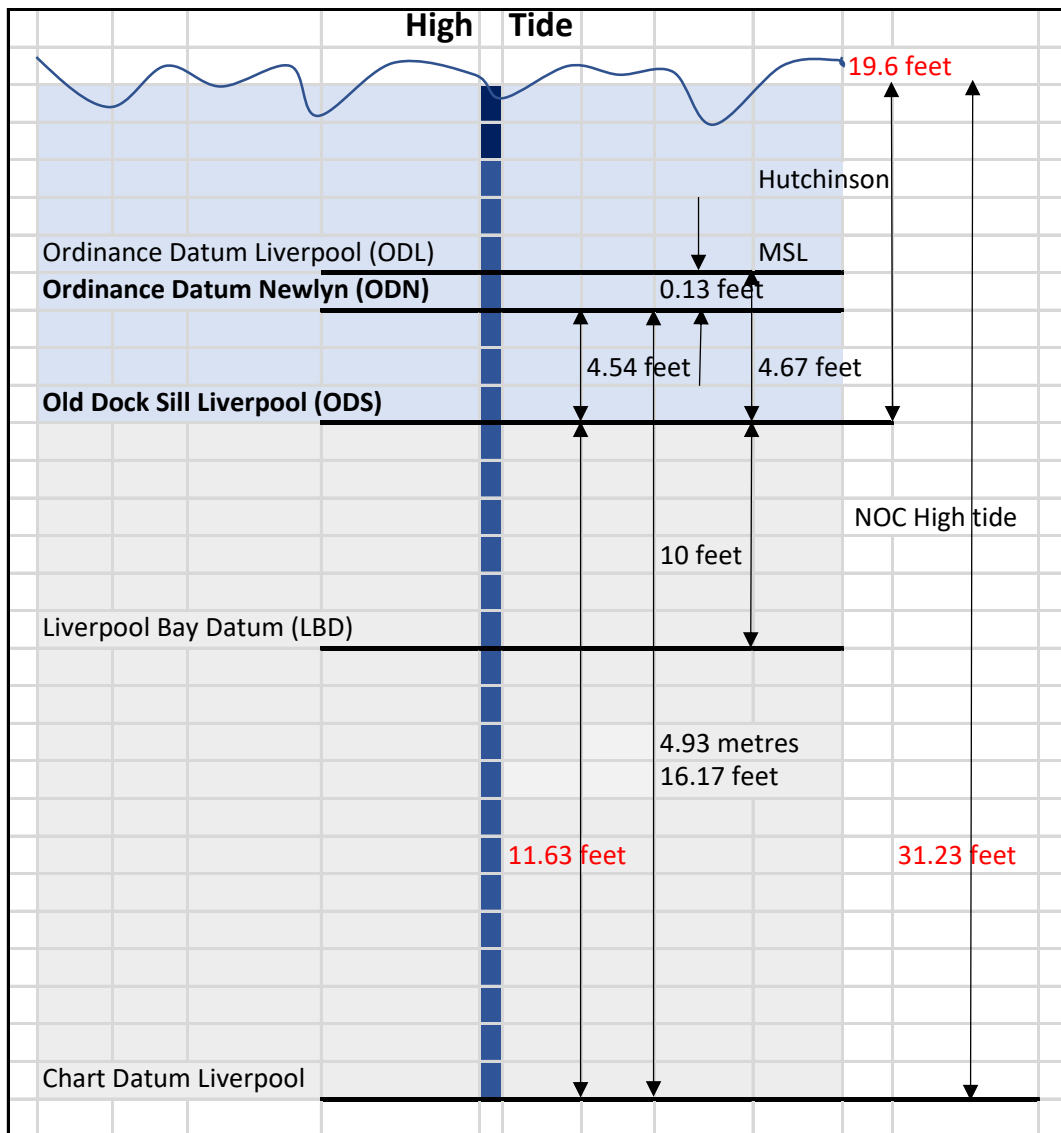 High Tide
19.6 feet
Hutchinson
Ordinance Datum Liverpool (ODL)
MSL
Ordinance Datum Newlyn (ODN)
0.13 feet
4.54 feet
4.67 feet
Old Dock Sill Liverpool (ODS)
NOC High tide
10 feet
Liverpool Bay Datum (LBD)
4.93 metres
16.17 feet
11.63 feet
31.23 feet
Chart Datum Liverpool